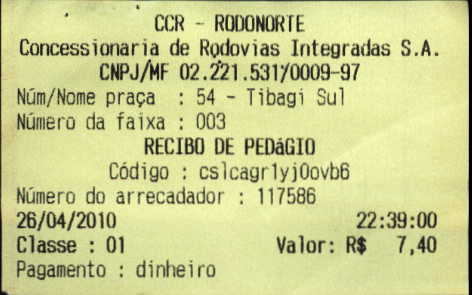 CCR - RODONORTE
Concessionaria de Rodovias Integradas S.A.
CNPJ/MF 02.221.531/0009-97
Núm/Nome praça : 54 - Tibagi Sul
Número da faixa : 003
RECIBO DE PEDáGIO
Código : cslcagr1yj0ovb6
Número do arrecadador : 117586
26/04/2010 22:39:00
Classe : 01 Valor: R$ 7,40
Pagamento : dinheiro